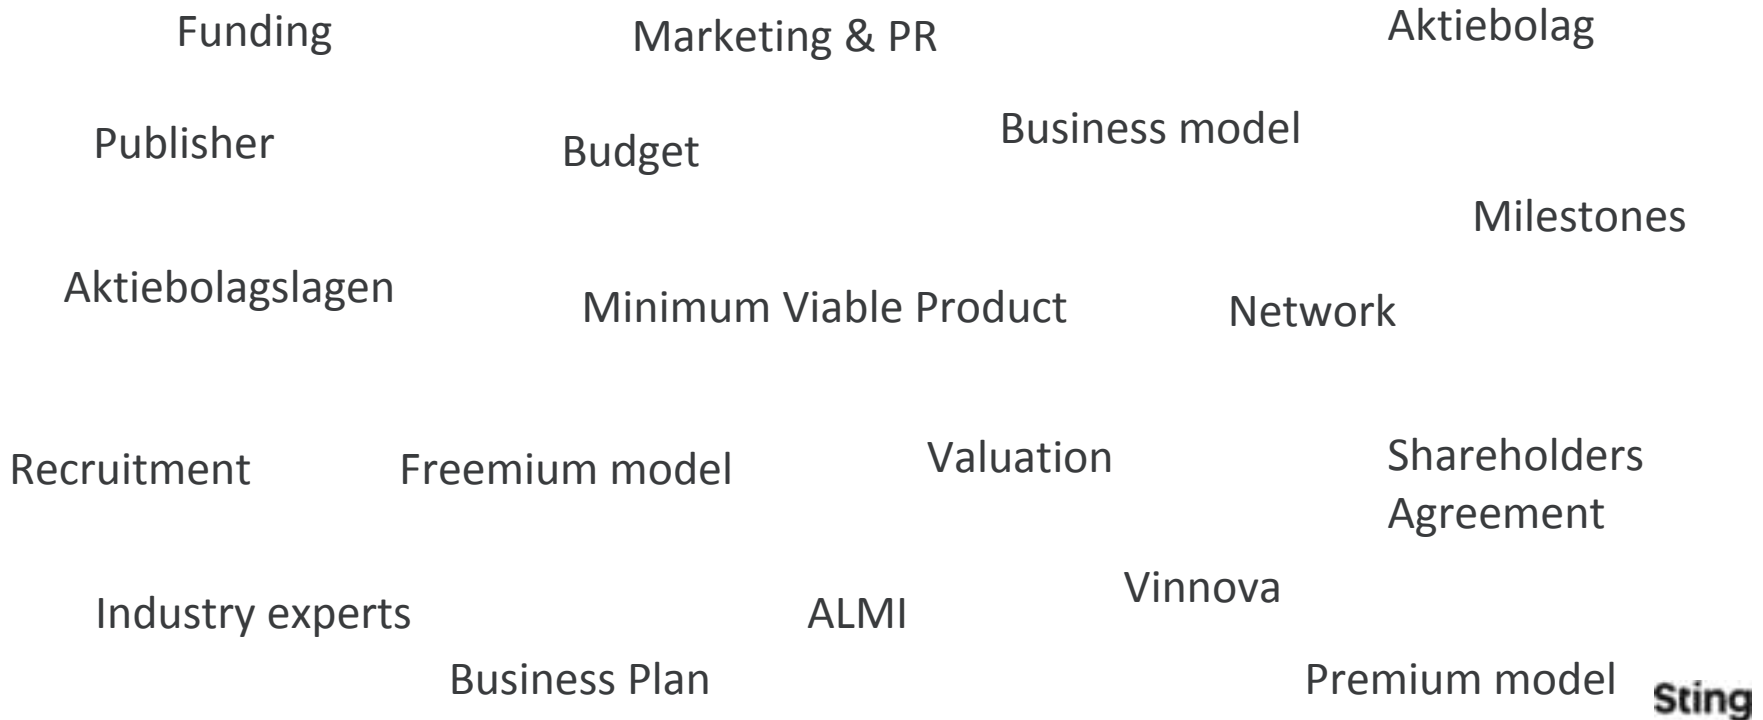 Funding
Marketing & PR
Aktiebolag
Publisher
Budget
Business model
Milestones
Aktiebolagslagen
Minimum Viable Product
Network
Recruitment
Freemium model
Valuation
Shareholders
Agreement
Industry experts
ALMI
Vinnova
Business Plan
Premium model
Sting